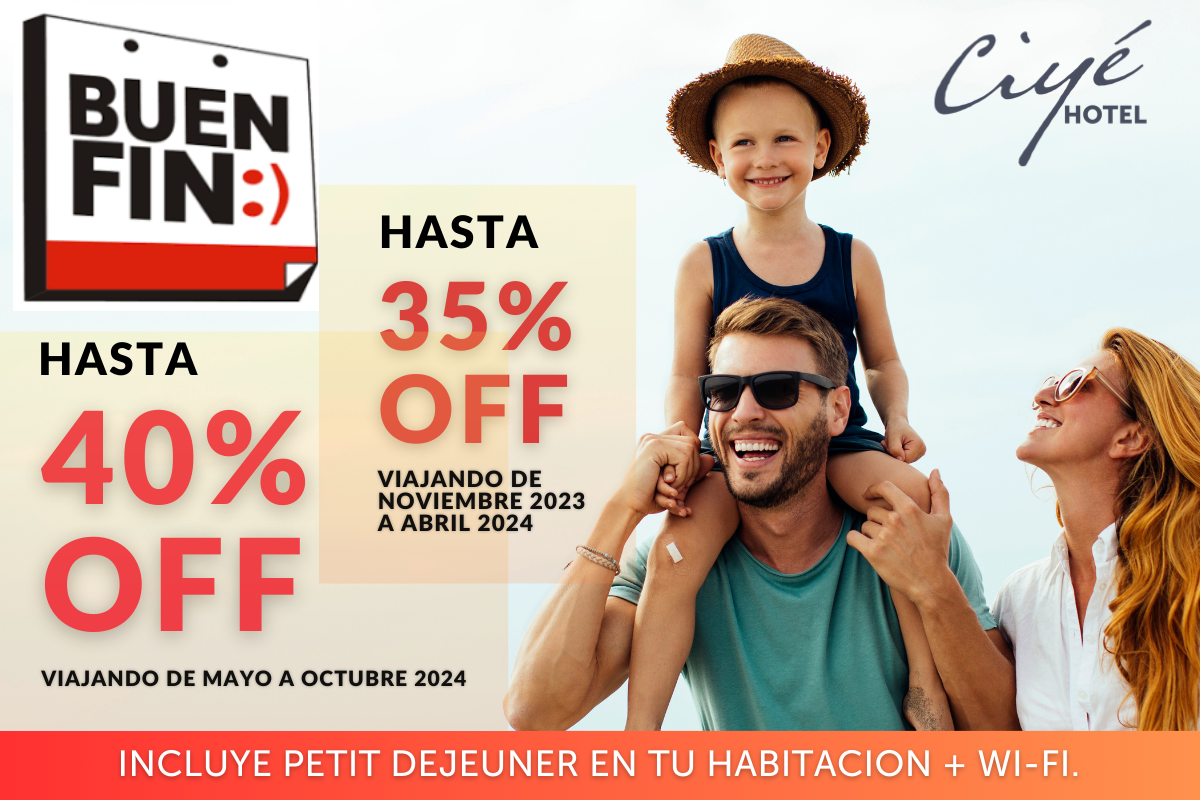 BUEN
FIN:)
Ciyé
HOTEL
HASTA
35%
OFF
VIAJANDO DE
NOVIEMBRE 2023
A ABRIL 2024
HASTA
40%
OFF
VIAJANDO DE MAYO A OCTUBRE 2024
INCLUYE PETIT DEJEUNER EN TU HABITACION + WI-FI.